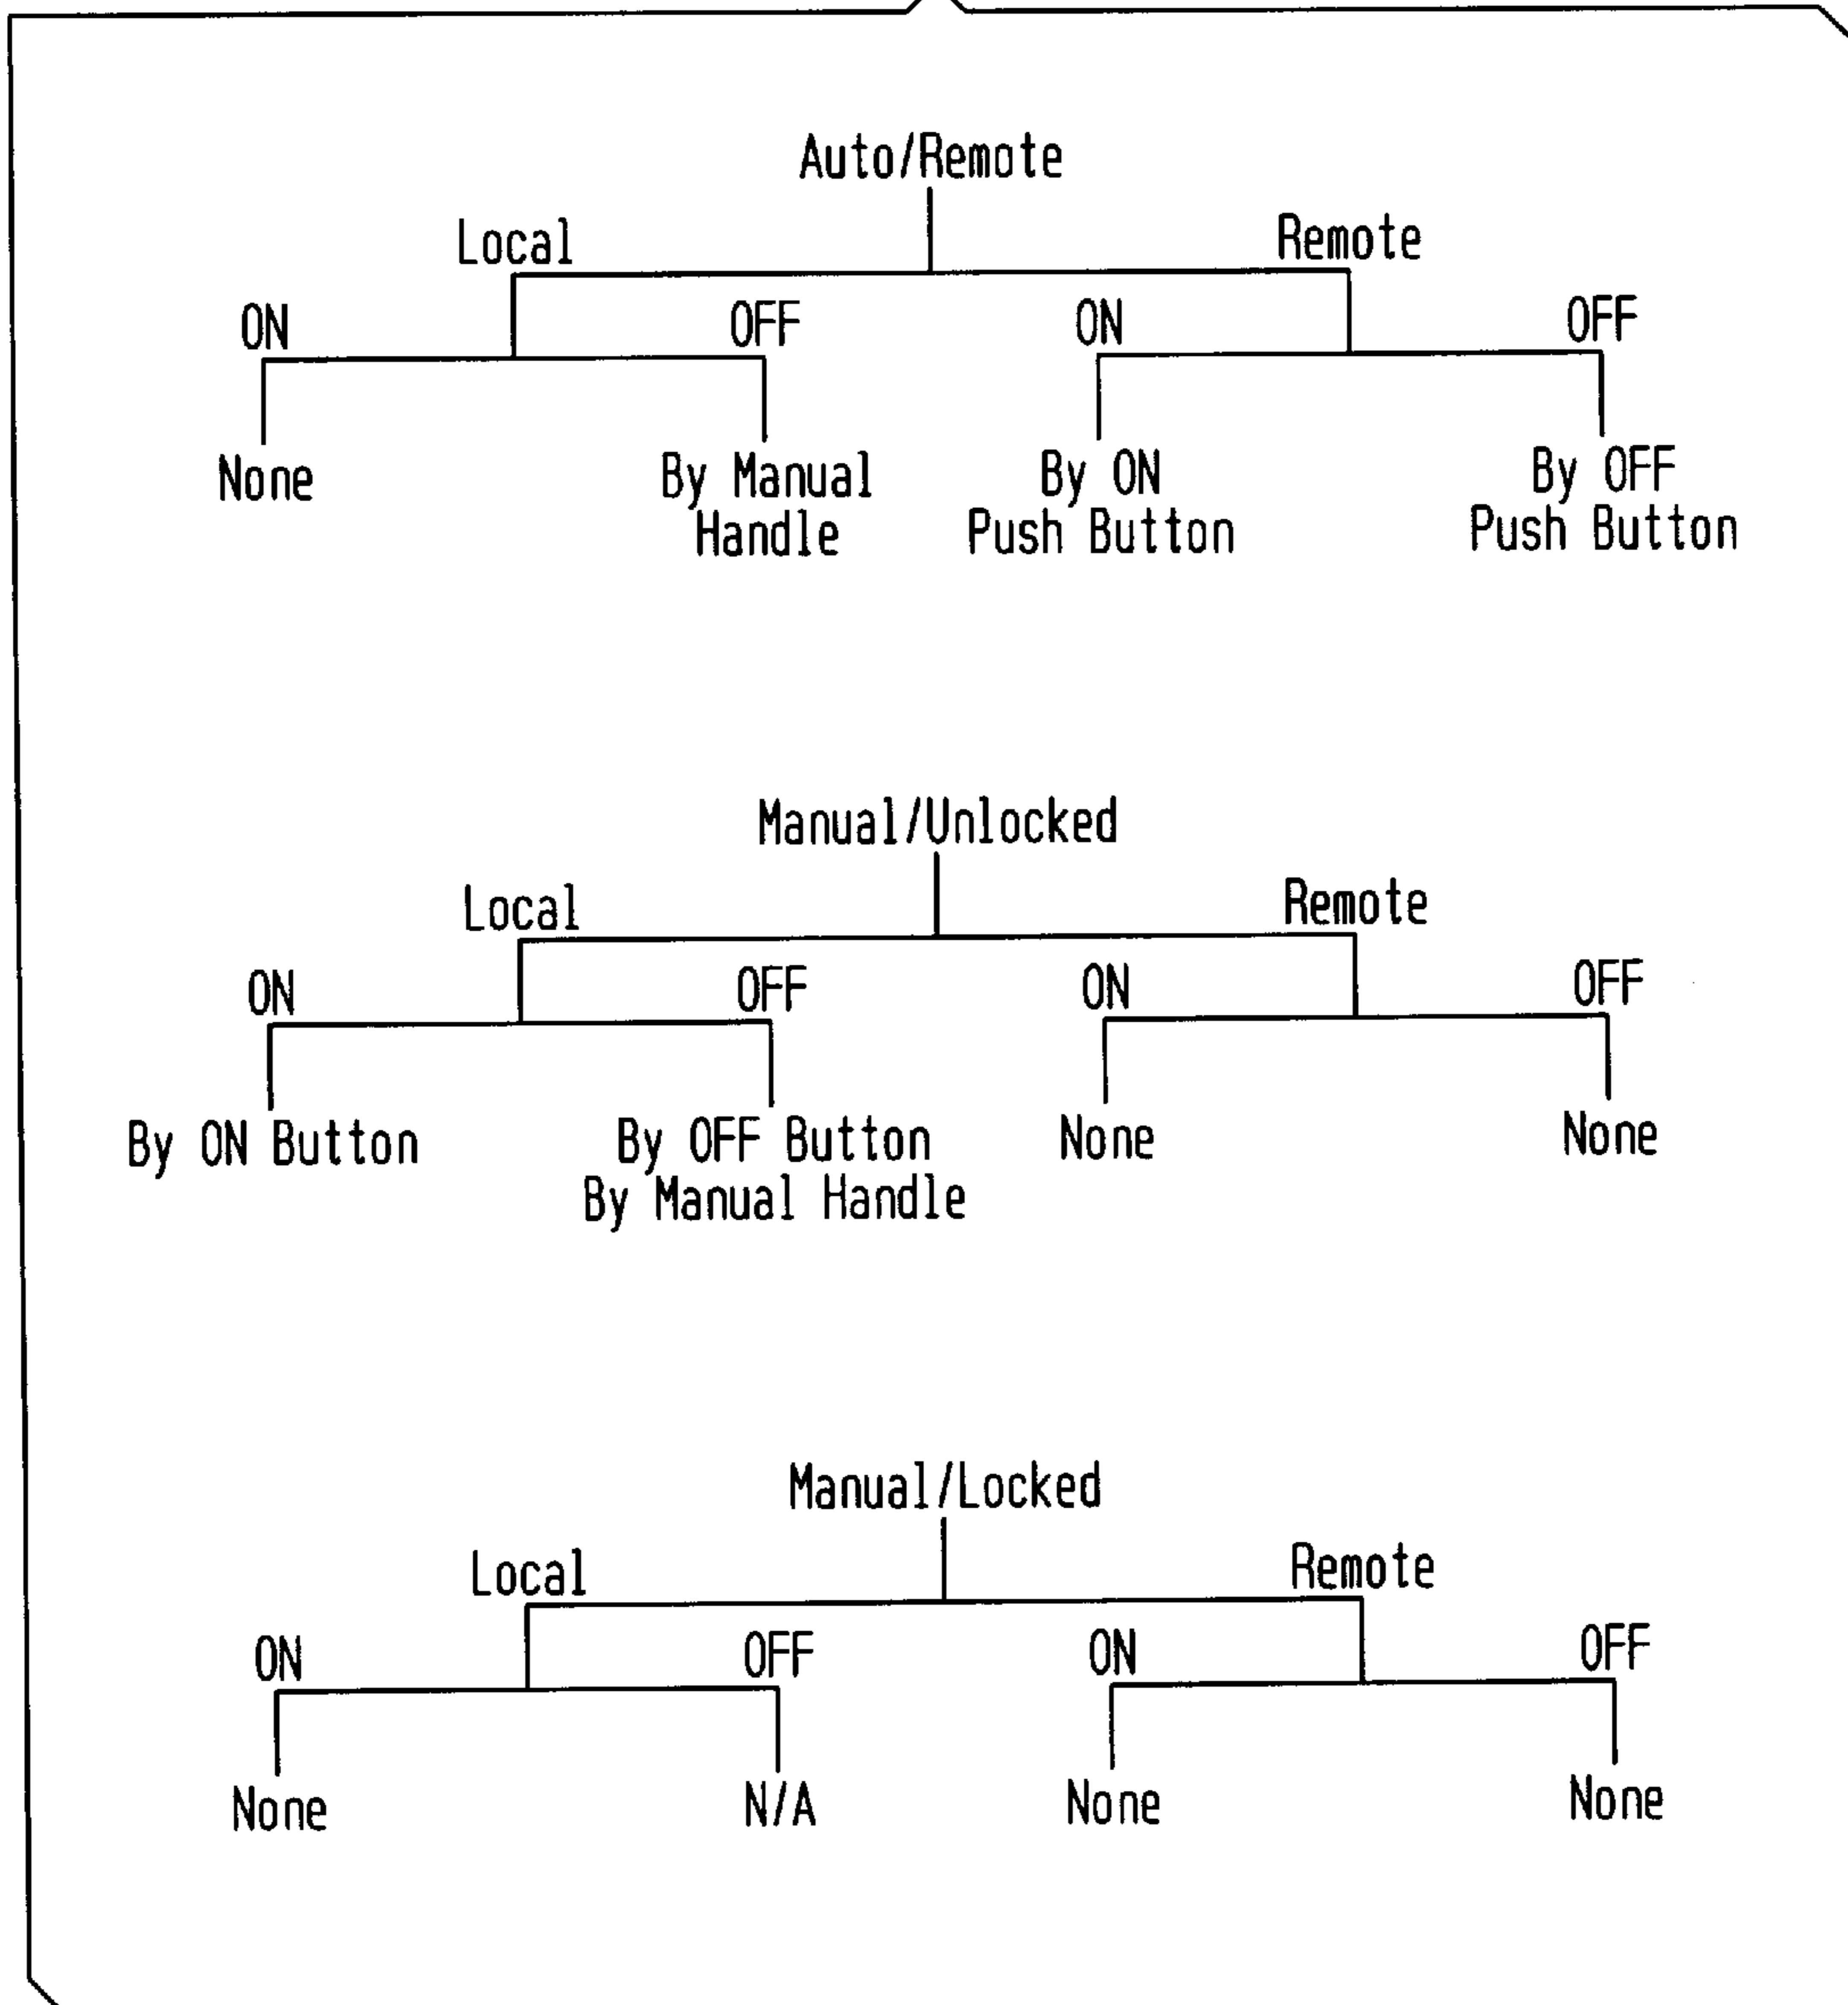 Auto/Remote
Local
Remote
ON
OFF
ON
OFF
None
By Manual
Handle
By ON
Push Button
By OFF
Push Button
Manual/Unlocked
Local
Remote
ON
OFF
ON
OFF
By ON Button
By OFF Button
By Manual Handle
None
None
Manual/Locked
Local
Remote
ON
OFF
ON
OFF
None
N/A
None
None